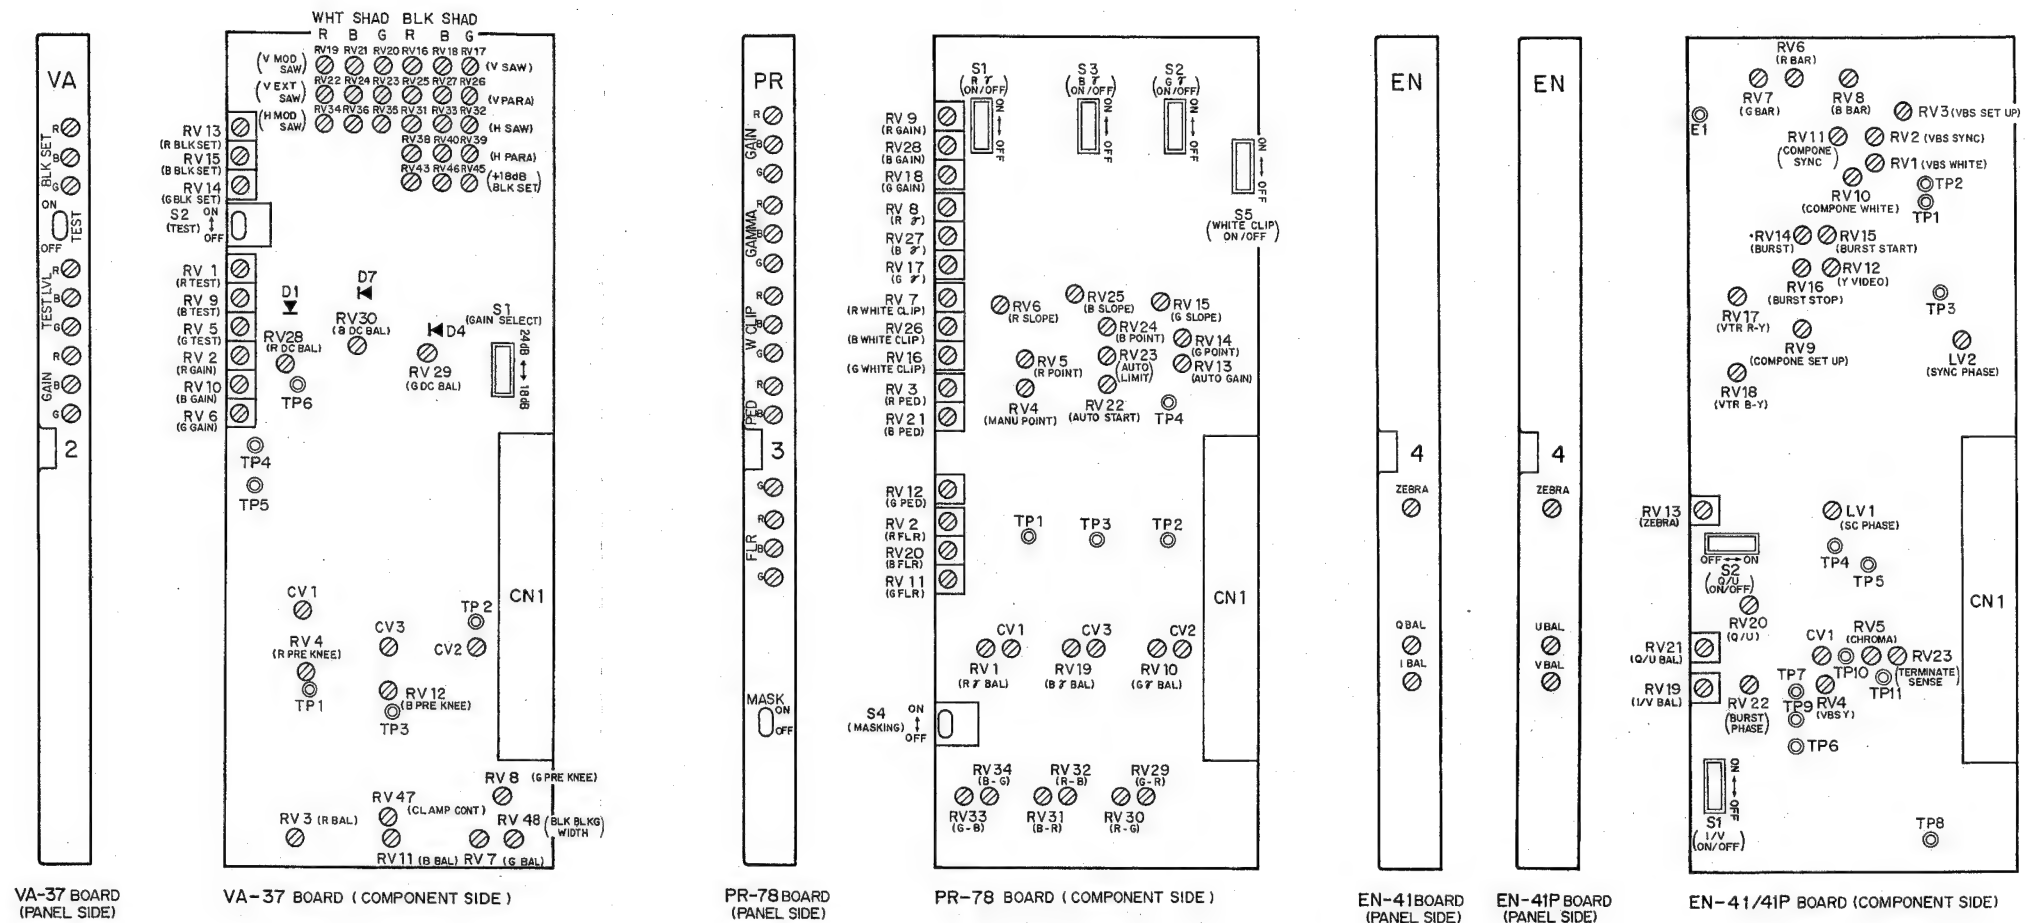 VA
R
B
G
BLK SET
ON
OFF
TEST
R
B
G
TEST LVL
R
B
G
GAIN
2
VA-37 BOARD
(PANEL SIDE)
WHT SHAD BLK SHAD
R B G R B G
RV19 RV21 RV20 RV16 RV18 RV17
(V MOD SAW)
(V SAW)
RV22 RV24 RV23 RV25 RV27 RV26
(V EXT SAW)
(V PARA)
RV34 RV36 RV35 RV31 RV33 RV32
(H MOD SAW)
(H SAW)
RV38 RV40 RV39
(H PARA)
RV43 RV46 RV45
(+18dB BLK SET)
RV 13
(R BLK SET)
RV 15
(B BLK SET)
RV 14
(G BLK SET)
S2
(TEST)
ON
OFF
RV 1
(R TEST)
RV 9
(B TEST)
RV 5
(G TEST)
RV 2
(R GAIN)
RV10
(B GAIN)
RV 6
(G GAIN)
D1
D7
D4
RV28
(R DC BAL)
RV30
(B DC BAL)
RV 29
(G DC BAL)
S1
(GAIN SELECT)
24dB
18dB
TP6
TP4
TP5
CN1
CV 1
RV 4
(R PRE KNEE)
TP1
CV3
RV 12
(B PRE KNEE)
TP3
TP 2
CV2
RV 8 (G PRE KNEE)
RV 47
(CLAMP CONT)
RV 3 (R BAL)
RV11 (B BAL)
RV 7 (G BAL)
RV 48 (BLK BLKG WIDTH)
VA-37 BOARD (COMPONENT SIDE)
PR
R
B
G
GAIN
R
B
G
GAMMA
R
B
G
W CLIP
R
B
PED
3
G
R
B
G
FLR
MASK
ON
OFF
PR-78 BOARD
(PANEL SIDE)
S1
(R γ ON/OFF)
ON
OFF
S3
(B γ ON/OFF)
ON
OFF
S2
(G γ ON/OFF)
ON
OFF
ON
OFF
S5
(WHITE CLIP ON/OFF)
RV 9
(R GAIN)
RV28
(B GAIN)
RV 18
(G GAIN)
RV 8
(R γ)
RV27
(B γ)
RV 17
(G γ)
RV 7
(R WHITE CLIP)
RV 26
(B WHITE CLIP)
RV 16
(G WHITE CLIP)
RV 3
(R PED)
RV 21
(B PED)
RV6
(R SLOPE)
RV25
(B SLOPE)
RV 15
(G SLOPE)
RV24
(B POINT)
RV14
(G POINT)
RV 5
(R POINT)
RV23
(AUTO LIMIT)
RV13
(AUTO GAIN)
RV4
(MANU POINT)
RV 22
(AUTO START)
TP4
RV 12
(G PED)
RV 2
(R FLR)
RV20
(B FLR)
RV 11
(G FLR)
TP1
TP3
TP2
CN1
CV1
CV3
CV2
RV 1
(R γ BAL)
RV19
(B γ BAL)
RV 10
(G γ BAL)
S4
(MASKING)
ON
OFF
RV34
(B-G)
RV32
(R-B)
RV29
(G-R)
RV33
(G-B)
RV31
(B-R)
RV30
(R-G)
PR-78 BOARD (COMPONENT SIDE)
EN
4
ZEBRA
Q BAL
I BAL
EN-41 BOARD
(PANEL SIDE)
EN
4
ZEBRA
U BAL
V BAL
EN-41P BOARD
(PANEL SIDE)
RV6
(R BAR)
RV7
(G BAR)
RV 8
(B BAR)
E1
RV3 (VBS SET UP)
RV11
(COMPONE SYNC)
RV2 (VBS SYNC)
RV1 (VBS WHITE)
RV10
(COMPONE WHITE)
TP2
TP1
RV14
(BURST)
RV15
(BURST START)
RV12
(Y VIDEO)
RV16
(BURST STOP)
TP3
RV17
(VTR R-Y)
RV9
(COMPONE SET UP)
LV2
(SYNC PHASE)
RV18
(VTR B-Y)
RV 13
(ZEBRA)
LV1
(SC PHASE)
OFF ON
S2
(Q/U ON/OFF)
TP4
TP5
CN1
RV20
(Q/U)
RV21
(Q/U BAL)
CV1
RV5
(CHROMA)
RV23
(TERMINATE SENSE)
TP10
TP11
RV19
(I/V BAL)
RV 22
(BURST PHASE)
TP7
TP9
RV4
(VBS Y)
TP6
ON
OFF
S1
(I/V ON/OFF)
TP8
EN-41/41P BOARD (COMPONENT SIDE)